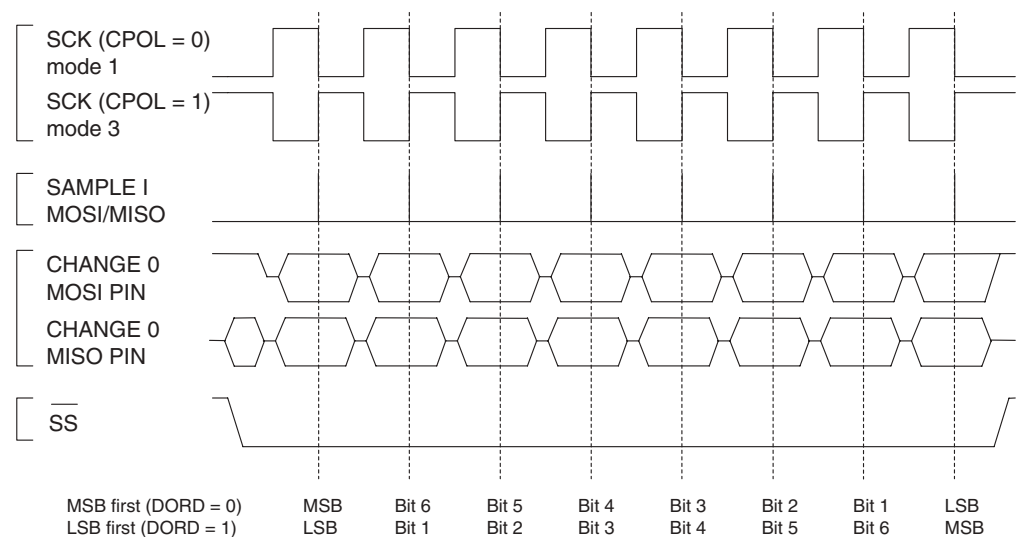 SCK (CPOL = 0)
mode 1
SCK (CPOL = 1)
mode 3
SAMPLE I
MOSI/MISO
CHANGE 0
MOSI PIN
CHANGE 0
MISO PIN
SS
MSB first (DORD = 0) MSB Bit 6 Bit 5 Bit 4 Bit 3 Bit 2 Bit 1 LSB
LSB first (DORD = 1) LSB Bit 1 Bit 2 Bit 3 Bit 4 Bit 5 Bit 6 MSB